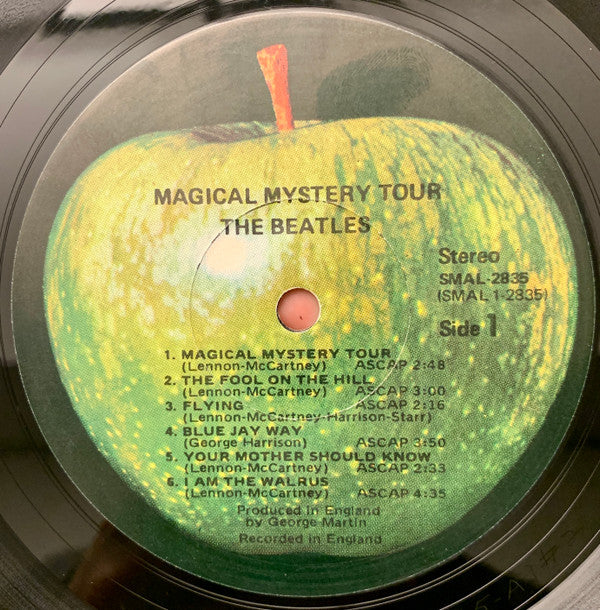 MAGICAL MYSTERY TOUR
THE BEATLES
Stereo
SMAL-2835
(SMAL 1-2835)
Side 1
1. MAGICAL MYSTERY TOUR
(Lennon-McCartney) ASCAP 2:48
2. THE FOOL ON THE HILL
(Lennon-McCartney) ASCAP 3:00
3. FLYING ASCAP 2:16
(Lennon-McCartney-Harrison-Starr)
4. BLUE JAY WAY
(George Harrison) ASCAP 3:50
5. YOUR MOTHER SHOULD KNOW
(Lennon-McCartney) ASCAP 2:33
6. I AM THE WALRUS
(Lennon-McCartney) ASCAP 4:35
Produced in England
by George Martin
Recorded in England